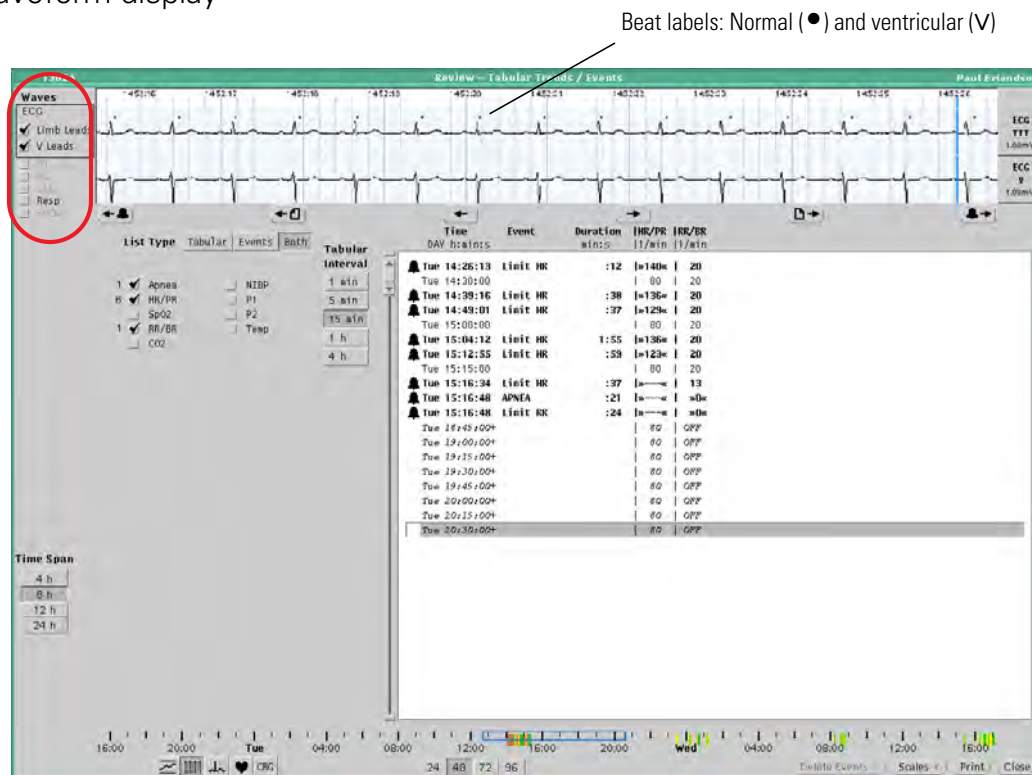 waveform display
Beat labels: Normal (●) and ventricular (V)
Review – Tabular Trends / Events
Waves
ECG
✔ Limb Leads
✔ V Leads
Resp
ECG
TTT
1.00mV
ECG
V
1.00mV
List Type Tabular Events Both
Tabular
Interval
1 min
5 min
15 min
1 h
4 h
1 ✔ Apnea NIBP
8 ✔ HR/PR P1
SpO2 P2
1 ✔ RR/BR Temp
CO2
Time Event Duration |HR/PR |RR/BR
DAY h:min:s min:s |1/min |1/min
Tue 14:26:13 Limit HR :12 |»140« | 20
Tue 14:30:00 | 80 | 20
Tue 14:39:16 Limit HR :38 |»136« | 20
Tue 14:49:01 Limit HR :37 |»129« | 20
Tue 15:00:00 | 80 | 20
Tue 15:04:12 Limit HR 1:55 |»136« | 20
Tue 15:12:55 Limit HR :59 |»123« | 20
Tue 15:15:00 | 80 | 20
Tue 15:16:34 Limit HR :37 |»---« | 13
Tue 15:16:48 APNEA :21 |»---« | »0«
Tue 15:16:48 Limit RR :24 |»---« | »0«
Tue 18:45:00+ | 80 | OFF
Tue 19:00:00+ | 80 | OFF
Tue 19:15:00+ | 80 | OFF
Tue 19:30:00+ | 80 | OFF
Tue 19:45:00+ | 80 | OFF
Tue 20:00:00+ | 80 | OFF
Tue 20:15:00+ | 80 | OFF
Tue 20:30:00+ | 80 | OFF
Time Span
4 h
8 h
12 h
24 h
16:00 20:00 Tue 04:00 08:00 12:00 16:00 20:00 Wed 04:00 08:00 12:00 16:00
CRG 24 48 72 96 Delete Events Scales Print Close